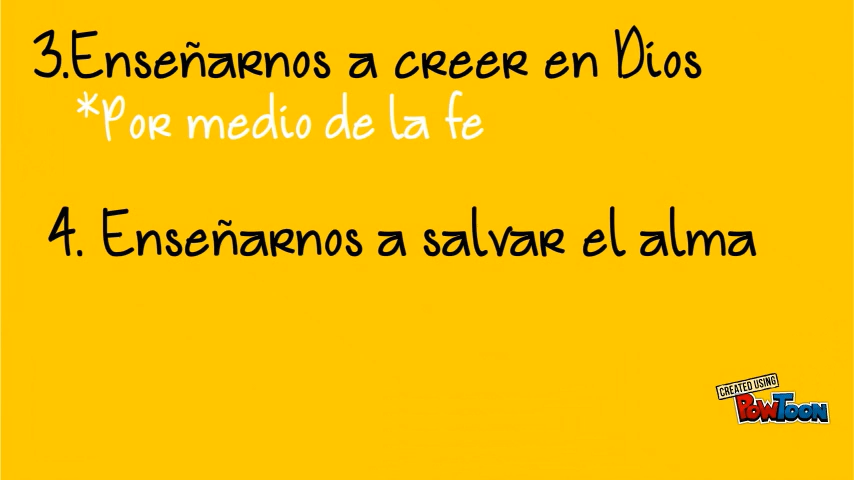 3.Enseñarnos a creer en Dios
*Por medio de la fe
4. Enseñarnos a salvar el alma
CREATED USING
PowToon